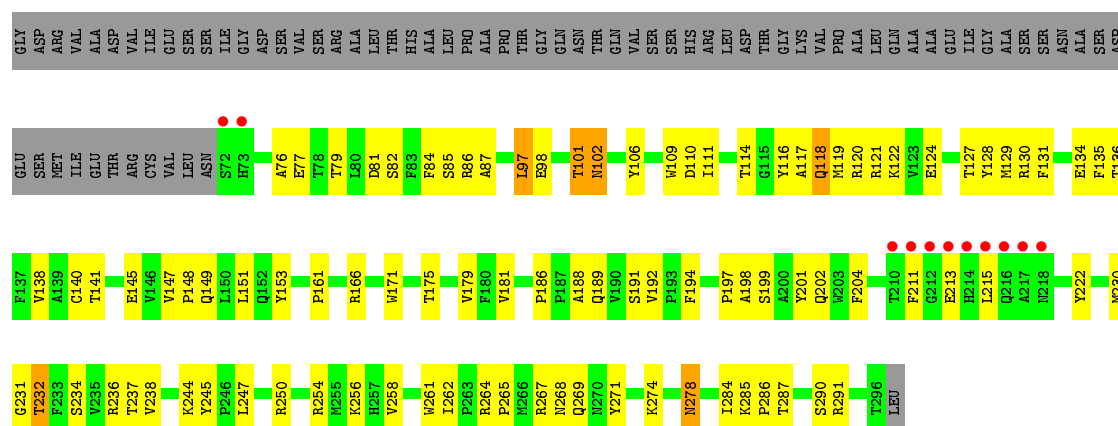 GLY ASP ARG VAL ALA ASP VAL ILE GLU SER SER ILE GLY ASP SER VAL SER ARG ALA LEU THR HIS ALA LEU PRO ALA PRO THR GLY GLN ASN THR GLN VAL SER SER HIS ARG LEU ASP THR GLY LYS VAL PRO ALA LEU GLN ALA ALA GLU ILE GLY ALA SER SER ASN ALA SER ASP
GLU SER MET ILE GLU THR ARG CYS VAL LEU ASN S72 H73 A76 E77 T78 T79 L80 D81 S82 F83 F84 S85 R86 A87 L97 E98 T101 N102 Y106 W109 D110 I111 T114 G115 Y116 A117 Q118 M119 R120 R121 K122 V123 E124 T127 Y128 M129 R130 F131 E134 F135 T136
F137 V138 A139 C140 T141 E145 V146 V147 P148 Q149 L150 L151 Q152 Y153 P161 R166 W171 T175 V179 F180 V181 P186 P187 A188 Q189 V190 S191 V192 P193 F194 P197 A198 S199 A200 Y201 Q202 W203 F204 T210 F211 G212 E213 H214 L215 Q216 A217 N218 Y222 M230
G231 T232 F233 S234 V235 R236 T237 V238 K244 Y245 P246 L247 R250 R254 M255 K256 H257 V258 W261 I262 P263 R264 P265 M266 R267 N268 Q269 N270 Y271 K274 N278 I284 K285 P286 T287 S290 R291 T296 LEU